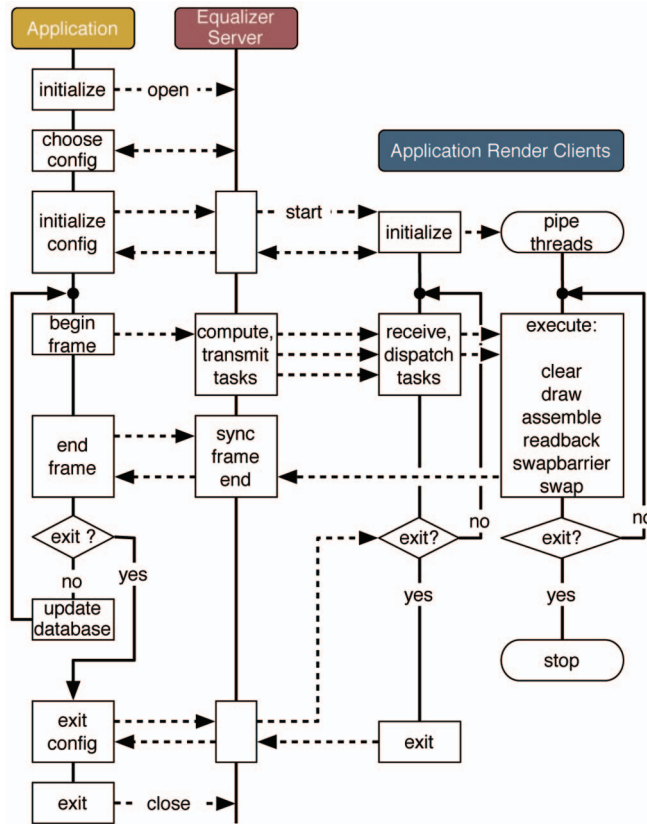 Application
Equalizer
Server
initialize
open
choose
config
Application Render Clients
initialize
config
start
initialize
pipe
threads
begin
frame
compute,
transmit
tasks
receive,
dispatch
tasks
execute:
clear
draw
assemble
readback
swapbarrier
swap
end
frame
sync
frame
end
exit ?
no
yes
update
database
exit?
no
yes
exit?
no
yes
stop
exit
config
exit
exit
close